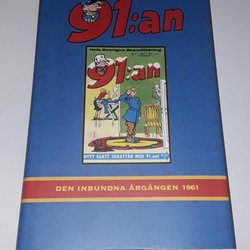 91:an
Hela Sveriges Skämttidning
91:an
NYTT GLATT SKRATTÅR MED 91:an!
DEN INBUNDNA ÅRGÅNGEN 1961